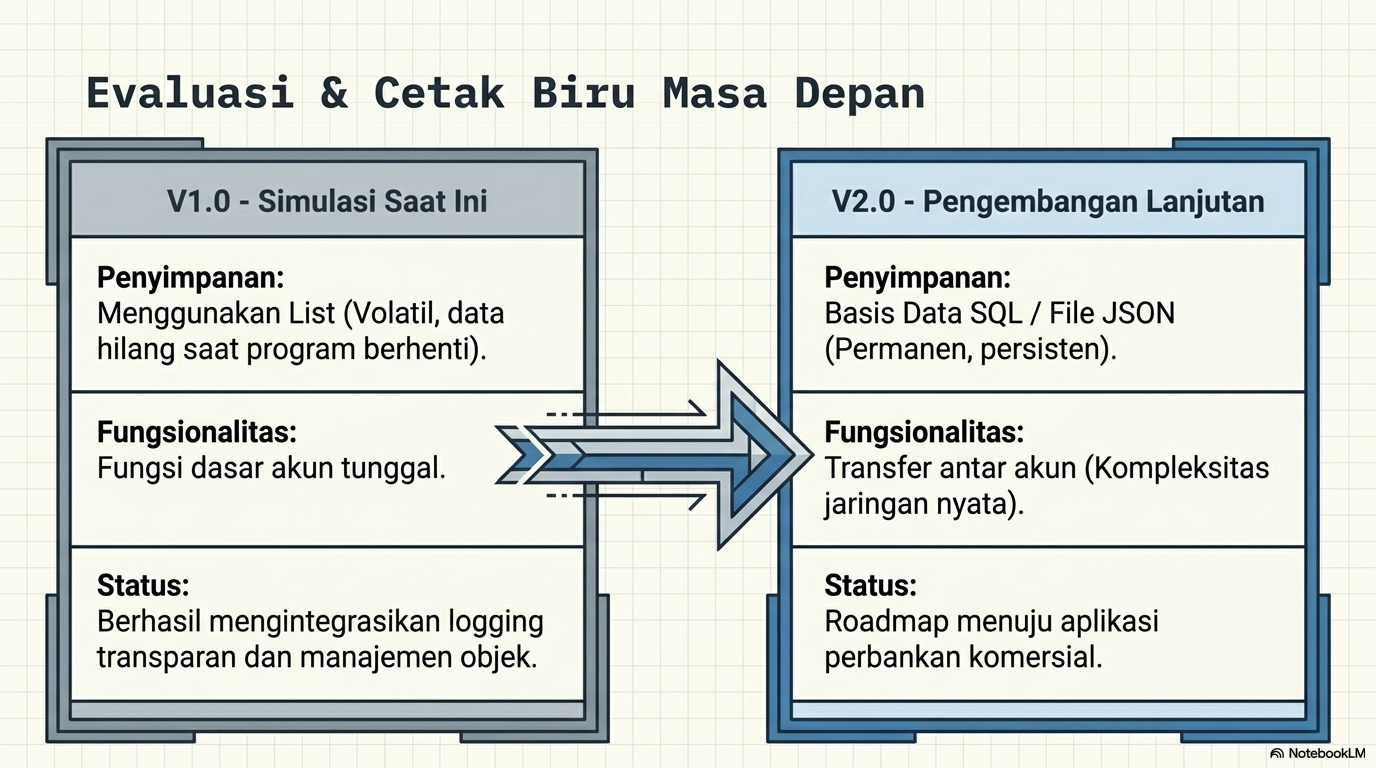 Evaluasi & Cetak Biru Masa Depan
V1.0 - Simulasi Saat Ini
Penyimpanan:
Menggunakan List (Volatil, data
hilang saat program berhenti).
Fungsionalitas:
Fungsi dasar akun tunggal.
Status:
Berhasil mengintegrasikan logging
transparan dan manajemen objek.
V2.0 - Pengembangan Lanjutan
Penyimpanan:
Basis Data SQL / File JSON
(Permanen, persisten).
Fungsionalitas:
Transfer antar akun (Kompleksitas
jaringan nyata).
Status:
Roadmap menuju aplikasi
perbankan komersial.
NotebookLM